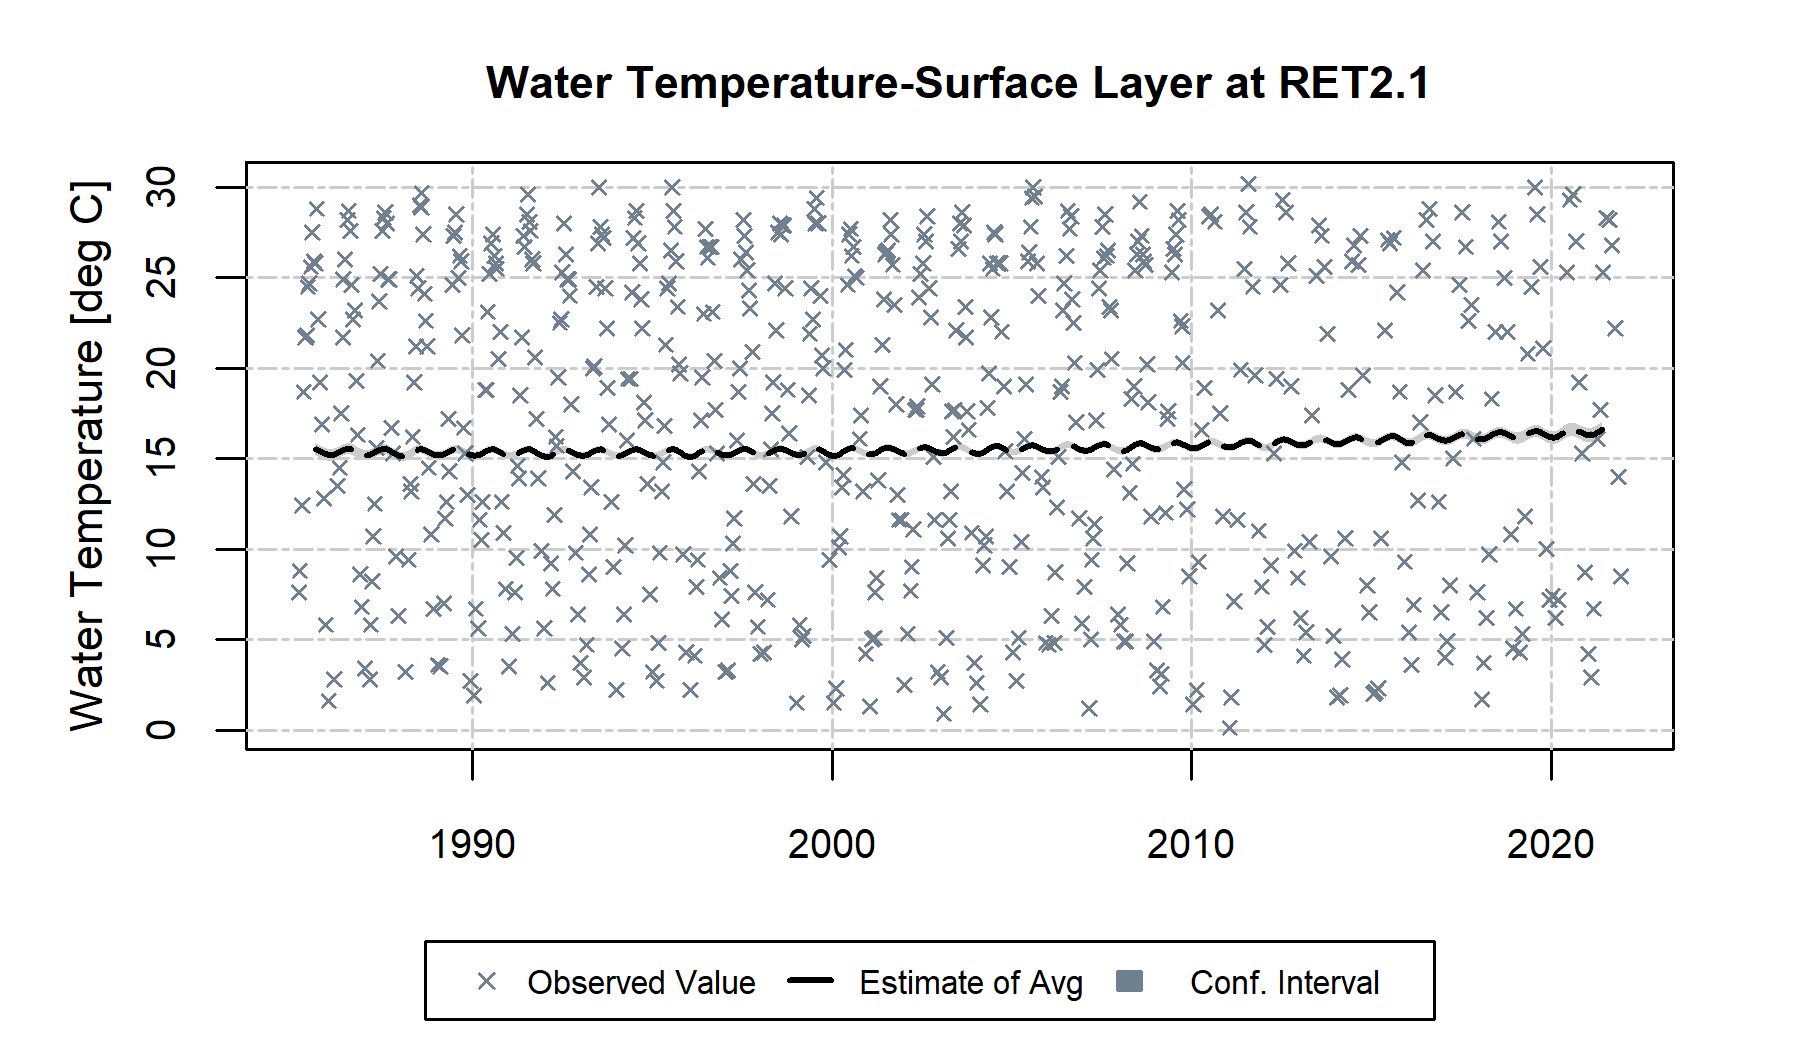 Water Temperature-Surface Layer at RET2.1
Water Temperature [deg C]
30
25
20
15
10
5
0
1990 2000 2010 2020
Observed Value Estimate of Avg Conf. Interval